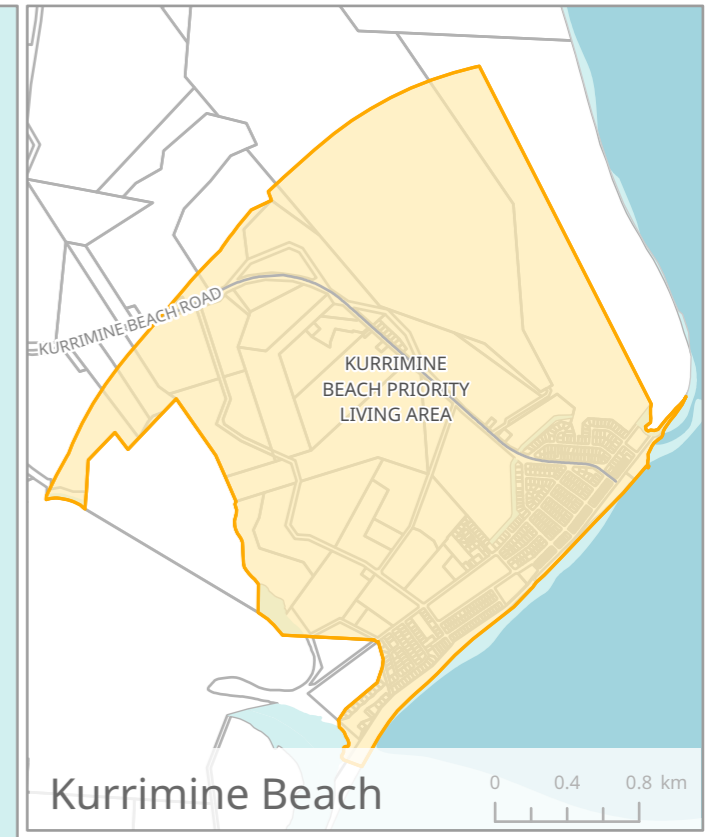 KURRIMINE BEACH ROAD
KURRIMINE
BEACH PRIORITY
LIVING AREA
Kurrimine Beach
0 0.4 0.8 km